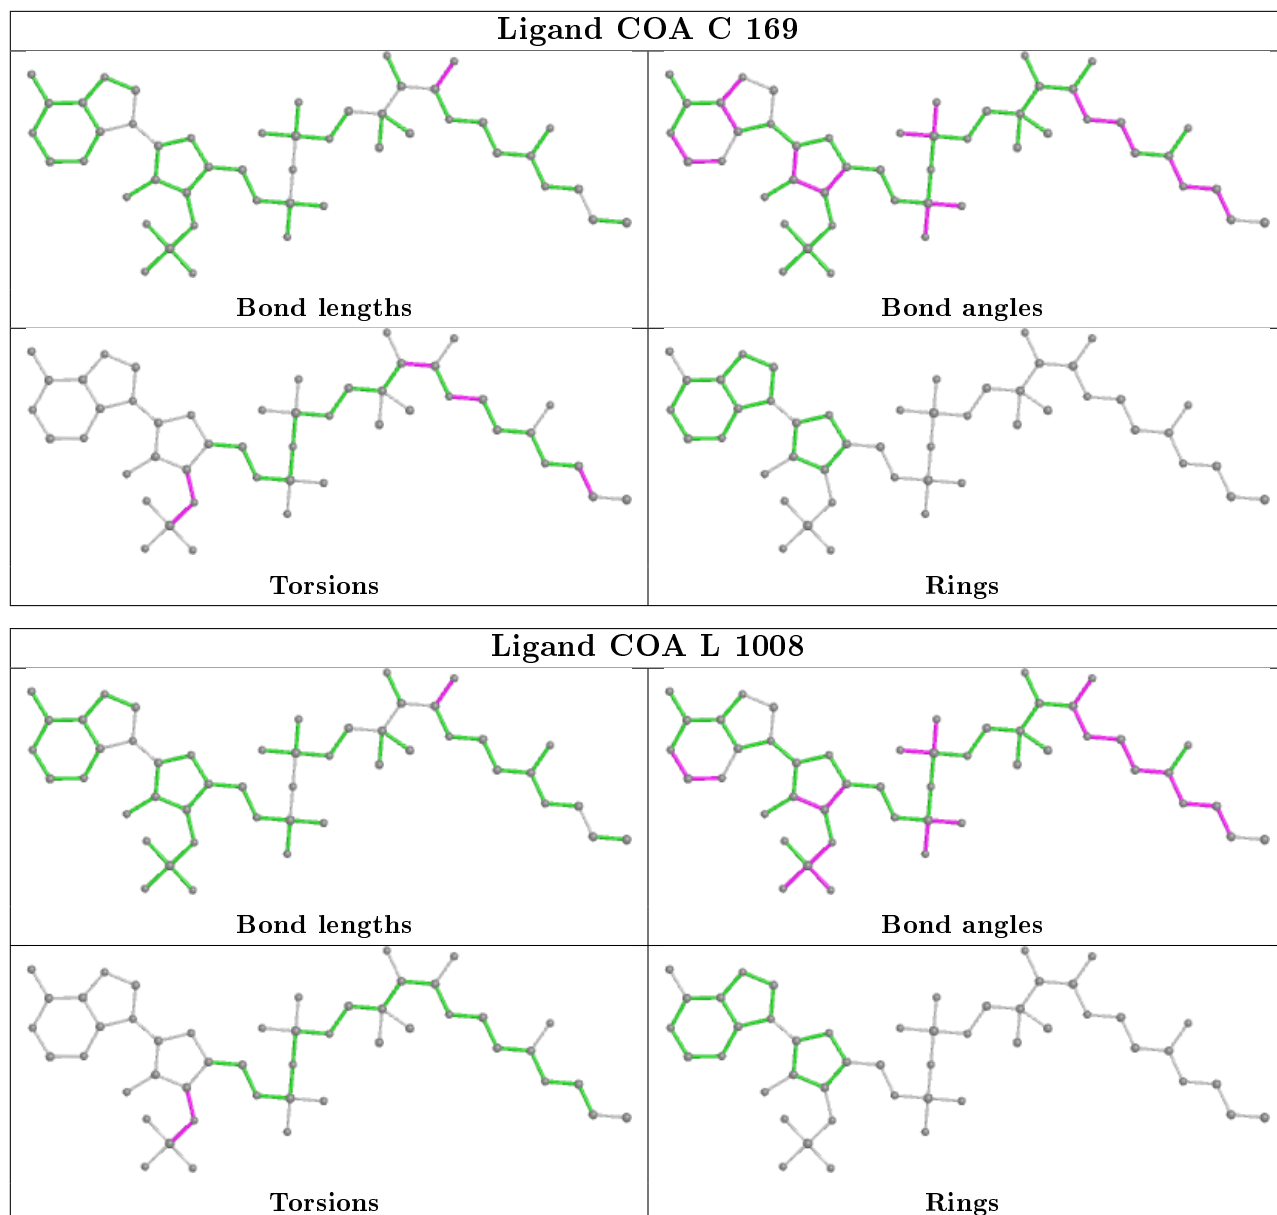 Ligand COA C 169
Bond lengths
Bond angles
Torsions
Rings
Ligand COA L 1008
Bond lengths
Bond angles
Torsions
Rings